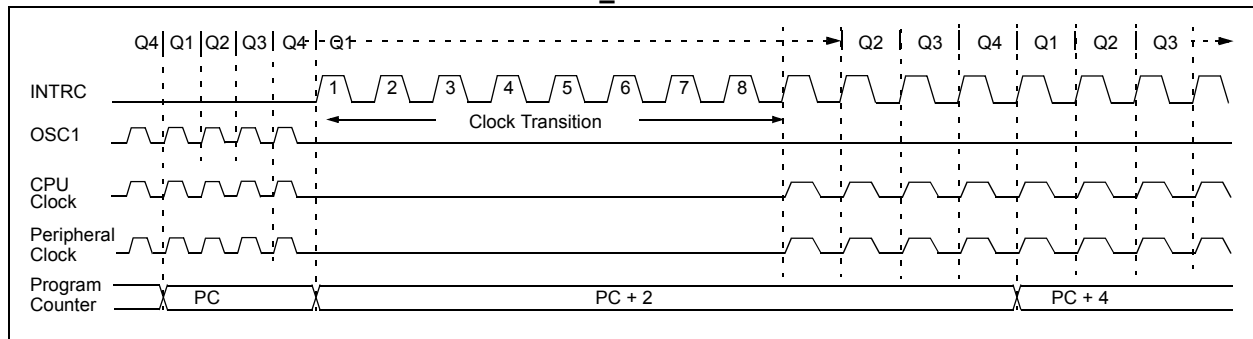 Q4 Q1 Q2 Q3 Q4 Q1 Q2 Q3 Q4 Q1 Q2 Q3
INTRC 1 2 3 4 5 6 7 8
Clock Transition
OSC1
CPU
Clock
Peripheral
Clock
Program
Counter
PC PC + 2 PC + 4